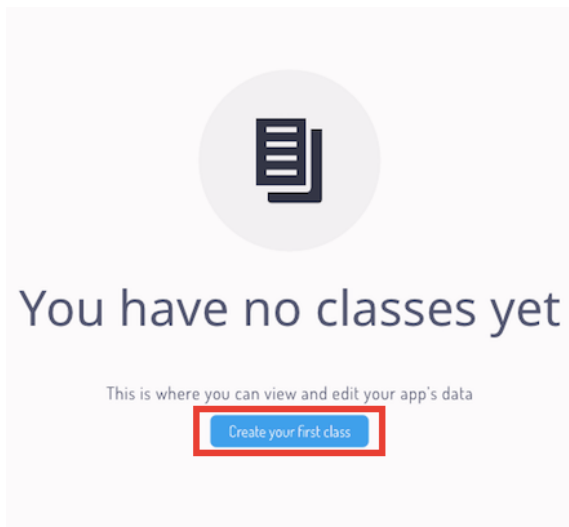 You have no classes yet
This is where you can view and edit your app's data
Create your first class